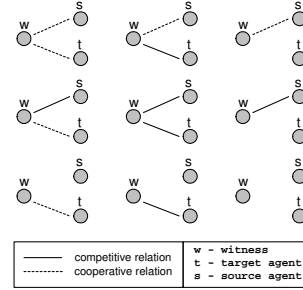 s s s
w w w
t t t
s s s
w w w
t t t
s s s
w w w
t t t
competitive relation
cooperative relation
w - witness
t - target agent
s - source agent